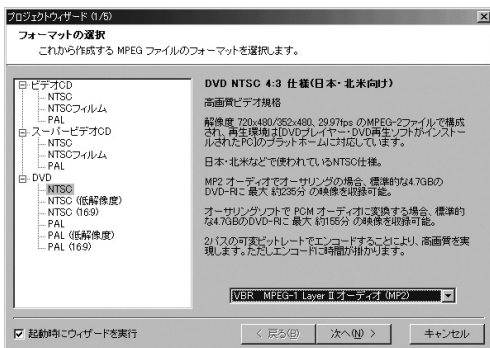 プロジェクトウィザード (1/5)
フォーマットの選択
これから作成する MPEG ファイルのフォーマットを選択します。
ビデオCD
NTSC
NTSCフィルム
PAL
スーパービデオCD
NTSC
NTSCフィルム
PAL
DVD
NTSC
NTSC (低解像度)
NTSC (16:9)
PAL
PAL (低解像度)
PAL (16:9)
DVD NTSC 4:3 仕様(日本・北米向け)
高画質ビデオ規格
解像度 720x480/352x480、29.97fps のMPEG-2ファイルで構成
され、再生環境は[DVDプレイヤー・DVD再生ソフトがインストー
ルされたPC]のプラットホームに対応しています。
日本・北米などで使われているNTSC仕様。
MP2 オーディオでオーサリングの場合、標準的な4.7GBの
DVD-Rに 最大 約235分 の映像を収録可能。
オーサリングソフトで PCM オーディオに変換する場合、標準的
な4.7GBのDVD-Rに 最大 約155分 の映像を収録可能。
2パスの可変ビットレートでエンコードすることにより、高画質を実
現します。ただしエンコードに時間が掛かります。
VBR MPEG-1 Layer II オーディオ (MP2)
起動時にウィザードを実行
< 戻る(B)
次へ(N) >
キャンセル